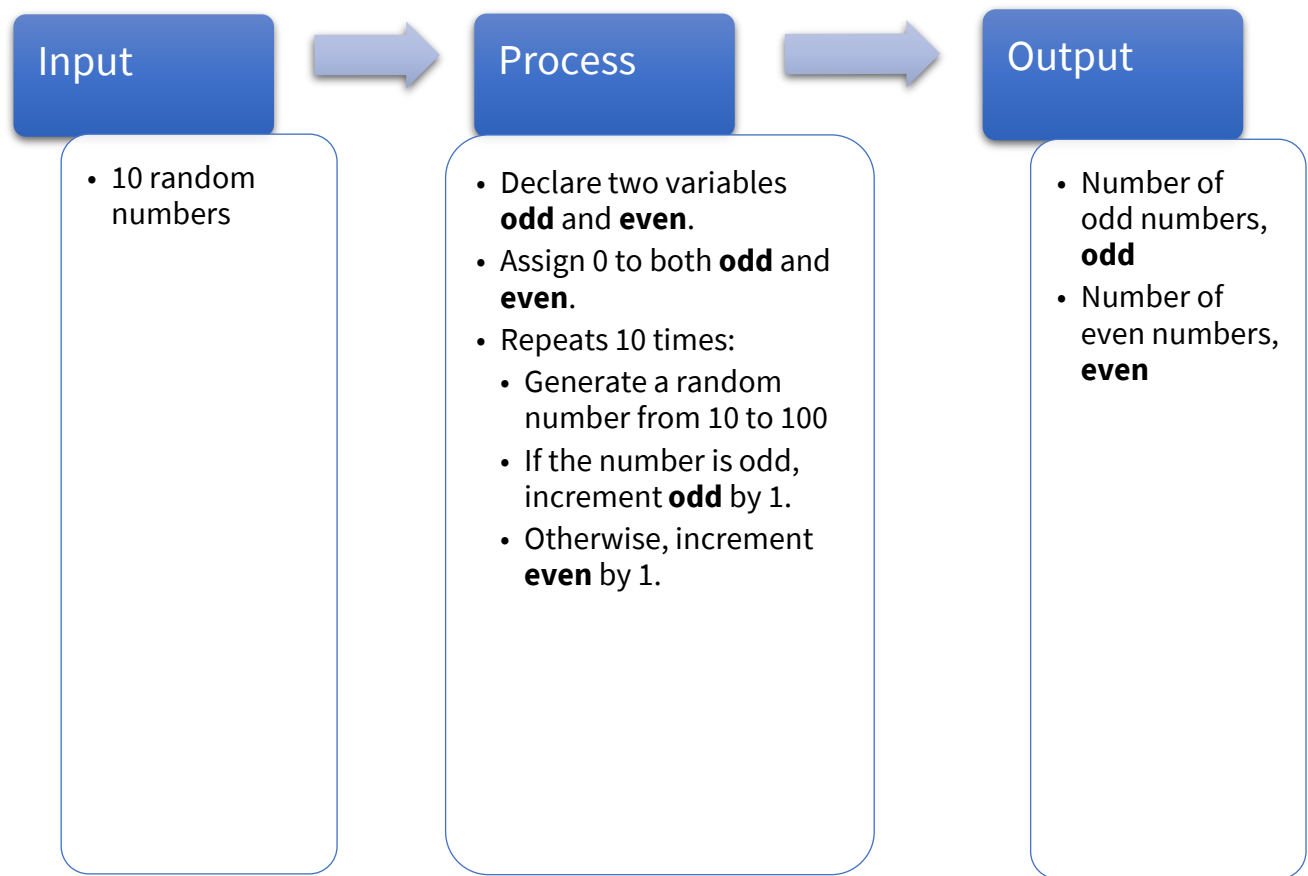 Input
• 10 random
numbers
Process
• Declare two variables
odd and even.
• Assign 0 to both odd and
even.
• Repeats 10 times:
• Generate a random
number from 10 to 100
• If the number is odd,
increment odd by 1.
• Otherwise, increment
even by 1.
Output
• Number of
odd numbers,
odd
• Number of
even numbers,
even